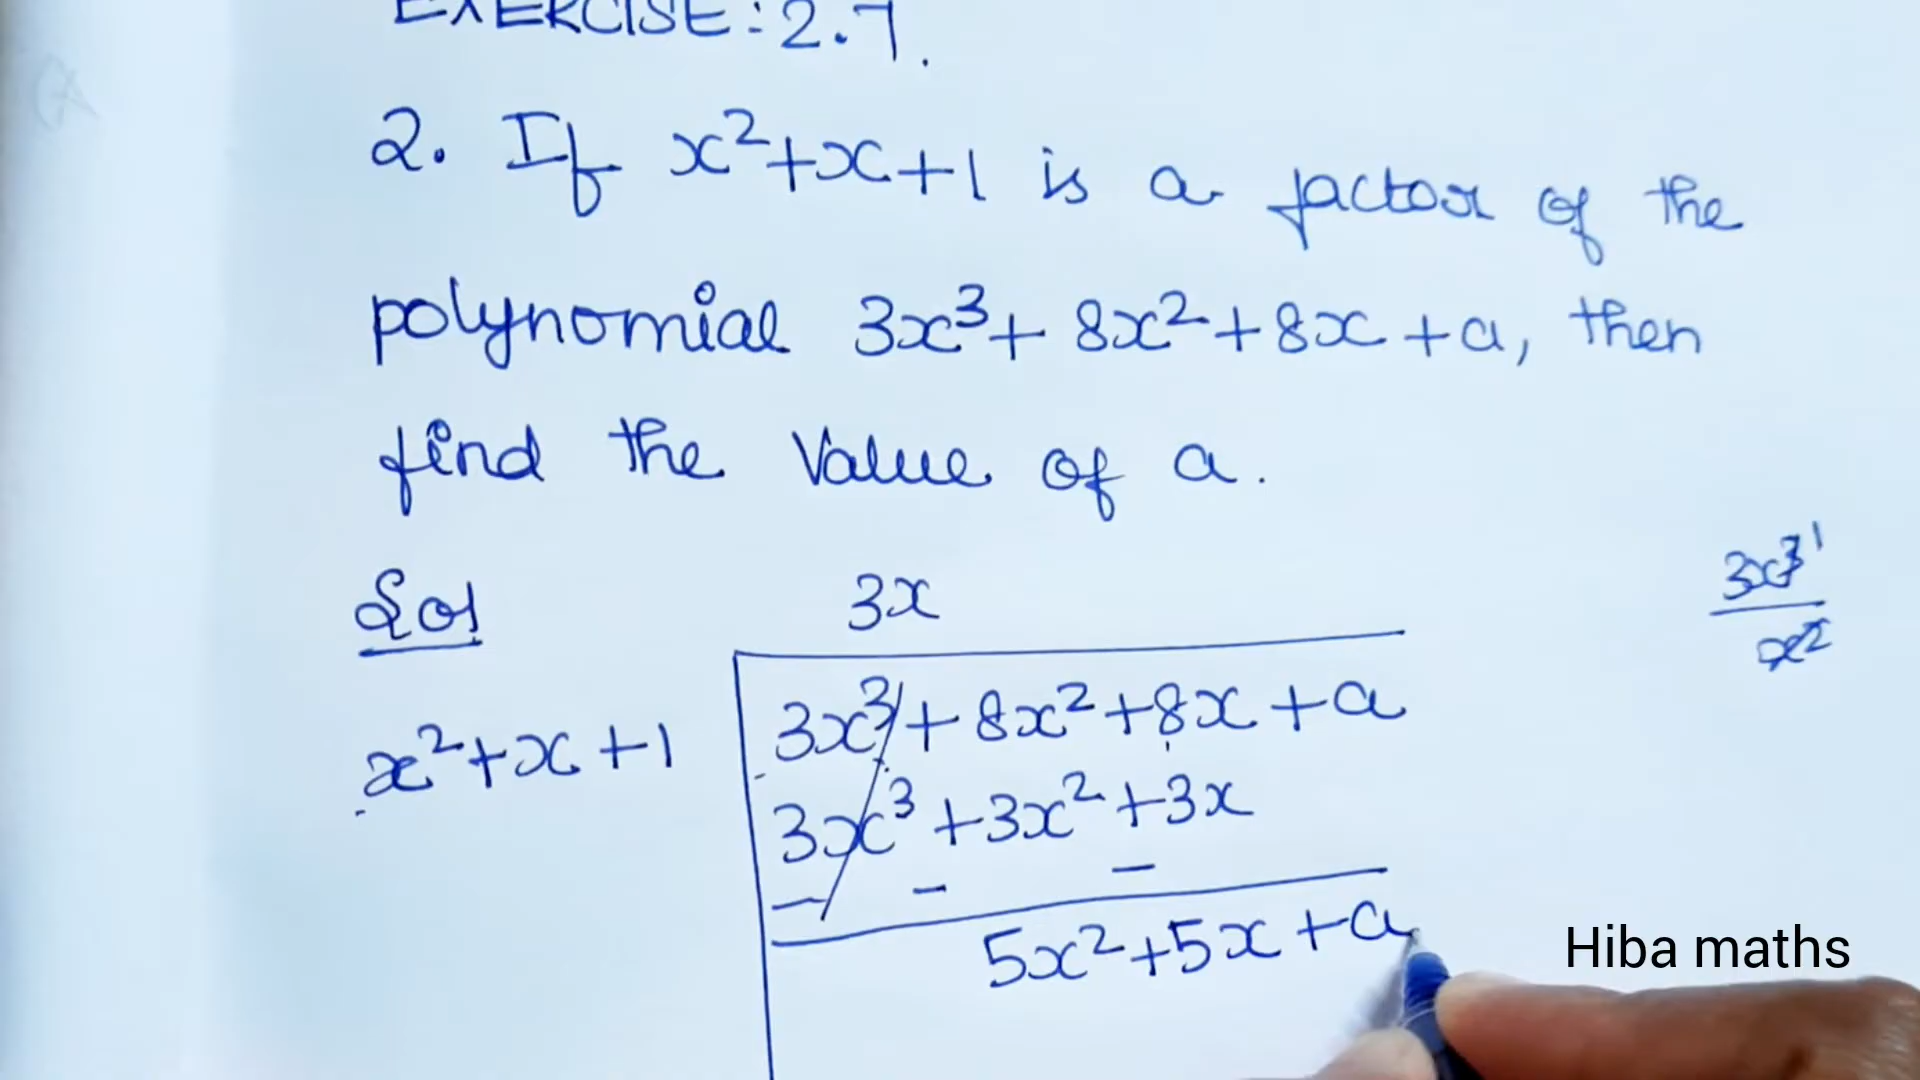 EXERCISE: 2.7.
2. If x²+x+1 is a factor of the
polynomial 3x³+ 8x²+8x +a, then
find the Value of a.
Sol
3x
3x³
x²
x²+x+1
3x³+ 8x²+8x +a
3x³ +3x²+3x
– – –
5x²+5x+a
Hiba maths